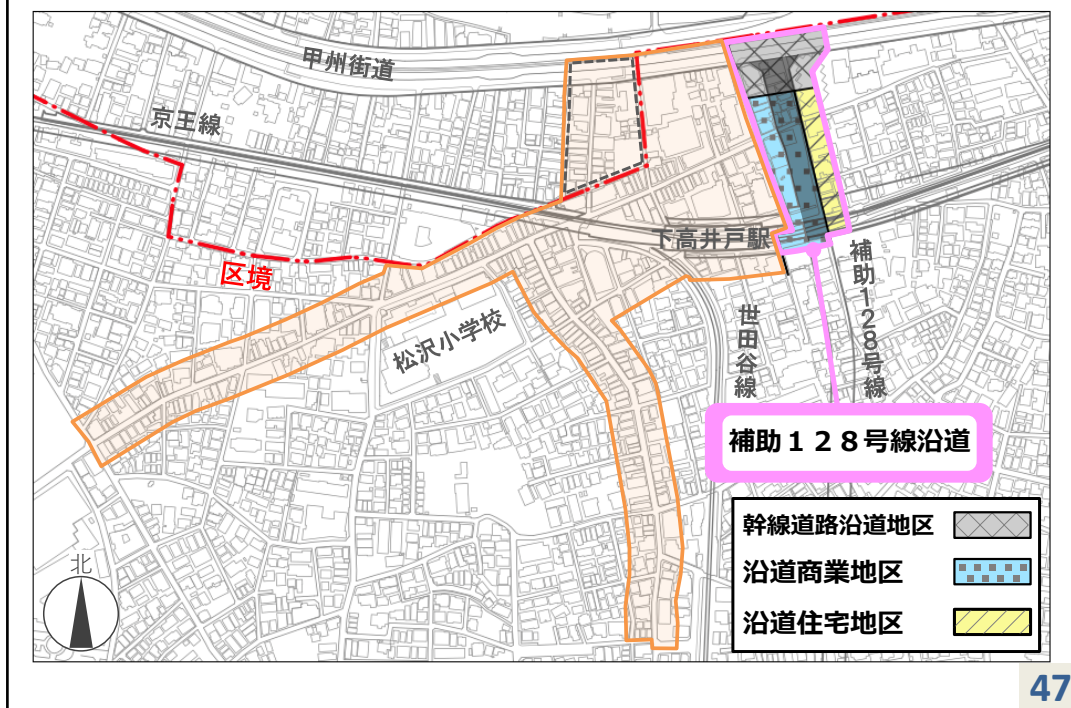 甲州街道
京王線
下高井戸駅
区境
松沢小学校
世田谷線
補助128号線
補助128号線沿道
幹線道路沿道地区
沿道商業地区
沿道住宅地区
北
47